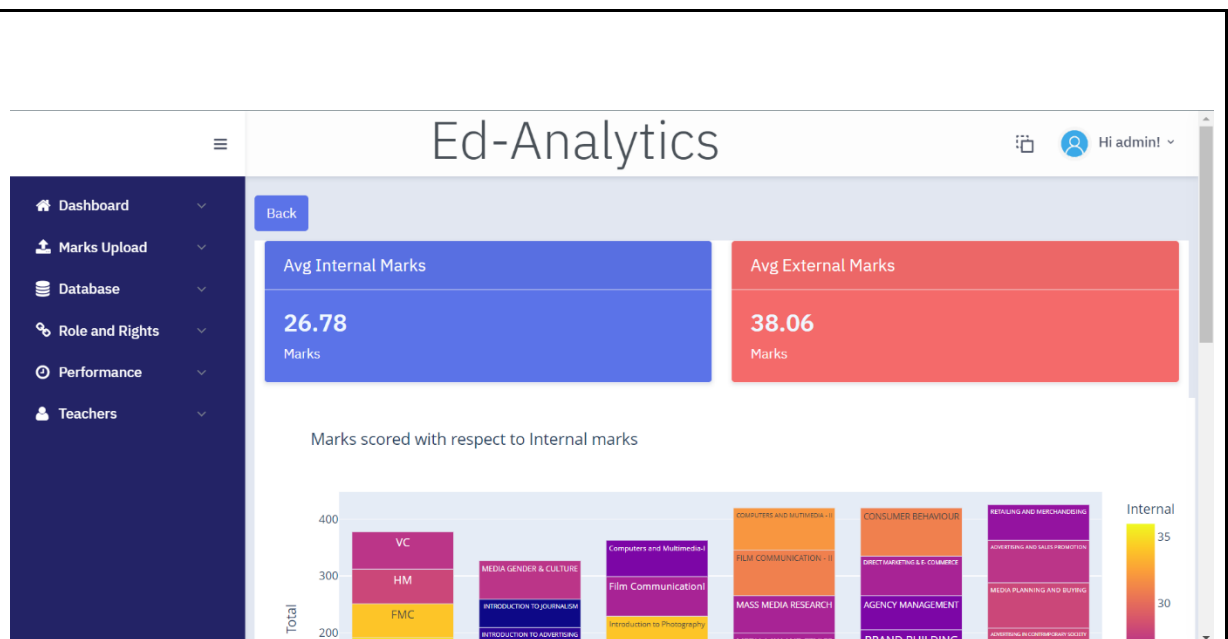 Ed-Analytics
Hi admin!
Dashboard
Marks Upload
Database
Role and Rights
Performance
Teachers
Back
Avg Internal Marks
26.78
Marks
Avg External Marks
38.06
Marks
Marks scored with respect to Internal marks
Total
400
300
200
VC
HM
FMC
MEDIA GENDER & CULTURE
INTRODUCTION TO JOURNALISM
INTRODUCTION TO ADVERTISING
Computers and Multimedia-I
Film CommunicationI
Introduction to Photography
COMPUTERS AND MUTIMEDIA - II
FILM COMMUNICATION - II
MASS MEDIA RESEARCH
CONSUMER BEHAVIOUR
DIRECT MARKETING & E- COMMERCE
AGENCY MANAGEMENT
BRAND BUILDING
RETAILING AND MERCHANDISING
ADVERTISING AND SALES PROMOTION
MEDIA PLANNING AND BUYING
ADVERTISING IN CONTEMPORARY SOCIETY
Internal
35
30